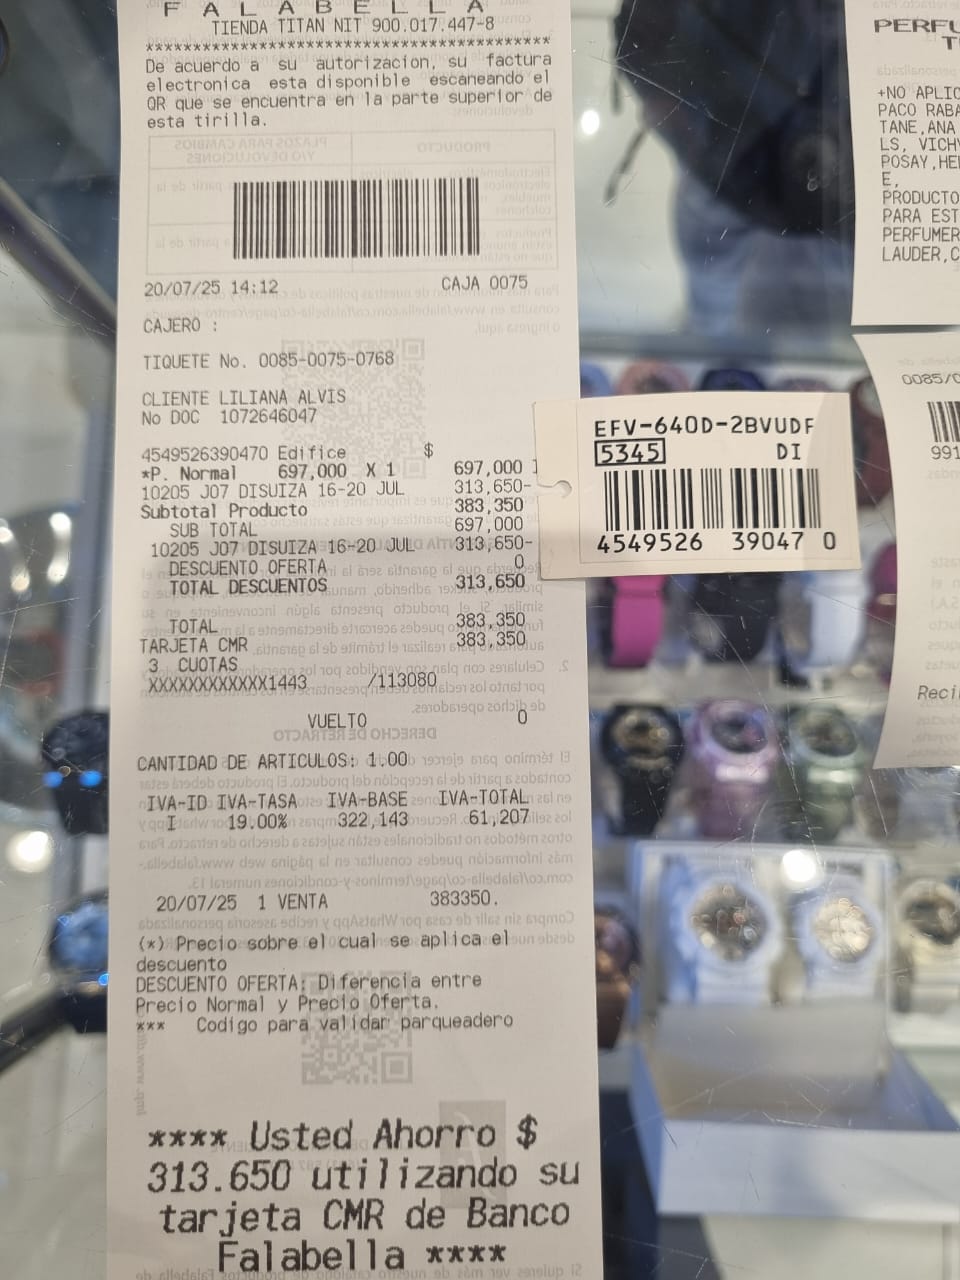 F A L A B E L L A
TIENDA TITAN NIT 900.017.447-8
****************************************
De acuerdo a su autorizacion, su factura
electronica esta disponible escaneando el
QR que se encuentra en la parte superior de
esta tirilla.
20/07/25 14:12 CAJA 0075
CAJERO :
TIQUETE No. 0085-0075-0768
CLIENTE LILIANA ALVIS
No DOC 1072646047
4549526390470 Edifice $
*P. Normal 697,000 X 1 697,000 I
10205 J07 DISUIZA 16-20 JUL 313,650-
Subtotal Producto 383,350
SUB TOTAL 697,000
10205 J07 DISUIZA 16-20 JUL 313,650-
DESCUENTO OFERTA 0
TOTAL DESCUENTOS 313,650
TOTAL 383,350
TARJETA CMR 383,350
3 CUOTAS
XXXXXXXXXXXX1443 /113080
VUELTO 0
CANTIDAD DE ARTICULOS: 1.00
IVA-ID IVA-TASA IVA-BASE IVA-TOTAL
I 19.00% 322,143 61,207
20/07/25 1 VENTA 383350.
(*) Precio sobre el cual se aplica el
descuento
DESCUENTO OFERTA: Diferencia entre
Precio Normal y Precio Oferta.
*** Codigo para validar parqueadero
**** Usted Ahorro $
313.650 utilizando su
tarjeta CMR de Banco
Falabella ****
EFV-640D-2BVUDF
5345 DI
4549526 39047 0
+NO APLIC
PACO RABA
TANE,ANA
LS, VICHY
POSAY,HE
E,
PRODUCTO
PARA EST
PERFUMER
LAUDER,C
0085/0
991
Reci